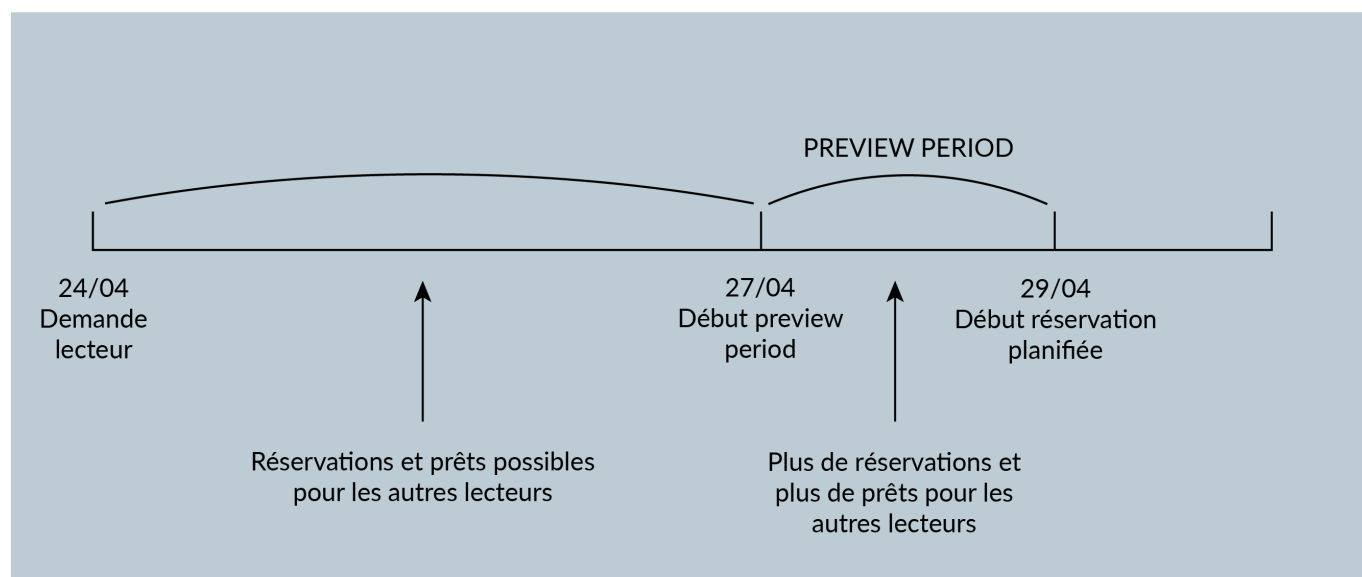 PREVIEW PERIOD
24/04
Demande
lecteur
27/04
Début preview
period
29/04
Début réservation
planifiée
Réservations et prêts possibles
pour les autres lecteurs
Plus de réservations et
plus de prêts pour les
autres lecteurs